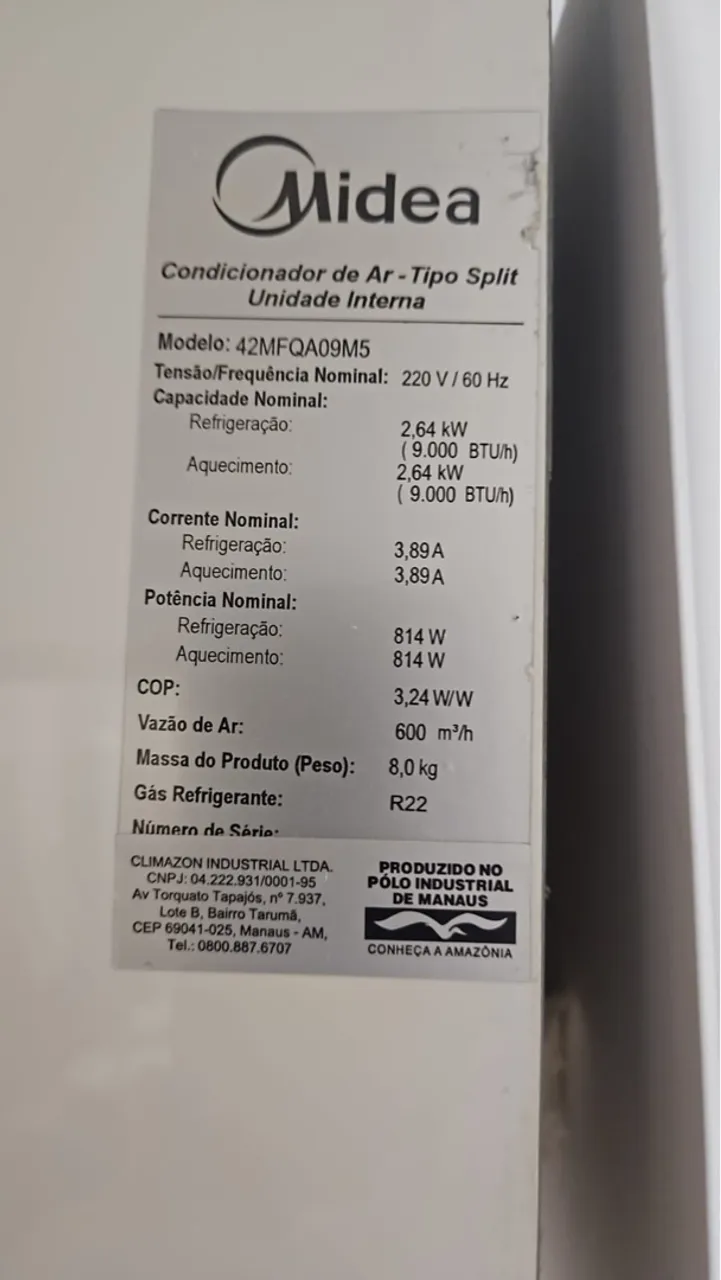 Midea
Condicionador de Ar - Tipo Split
Unidade Interna
Modelo: 42MFQA09M5
Tensão/Frequência Nominal: 220 V / 60 Hz
Capacidade Nominal:
Refrigeração: 2,64 kW
( 9.000 BTU/h)
Aquecimento: 2,64 kW
( 9.000 BTU/h)
Corrente Nominal:
Refrigeração: 3,89 A
Aquecimento: 3,89 A
Potência Nominal:
Refrigeração: 814 W
Aquecimento: 814 W
COP: 3,24 W/W
Vazão de Ar: 600 m³/h
Massa do Produto (Peso): 8,0 kg
Gás Refrigerante: R22
Número de Série:
CLIMAZON INDUSTRIAL LTDA.
CNPJ: 04.222.931/0001-95
Av Torquato Tapajós, nº 7.937,
Lote B, Bairro Tarumã,
CEP 69041-025, Manaus - AM,
Tel.: 0800.887.6707
PRODUZIDO NO
PÓLO INDUSTRIAL
DE MANAUS
CONHEÇA A AMAZÔNIA